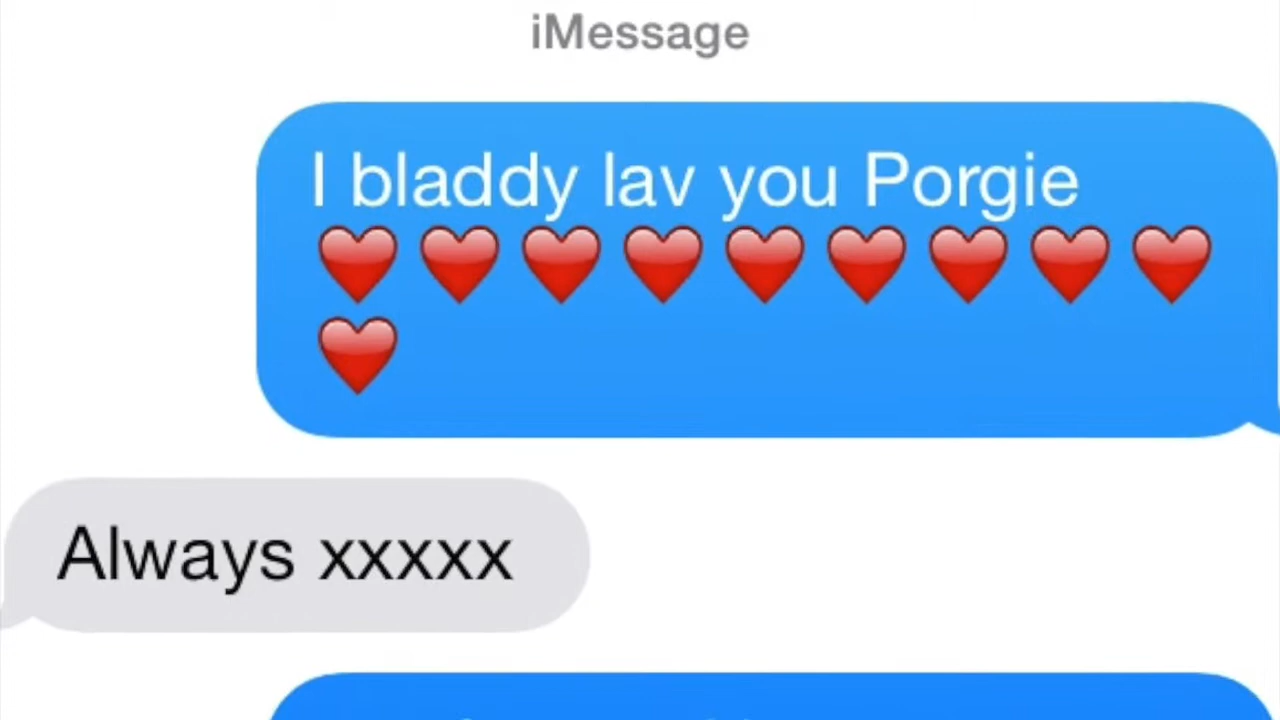 iMessage
I bladdy lav you Porgie
❤️❤️❤️❤️❤️❤️❤️❤️❤️
❤️
Always xxxxx